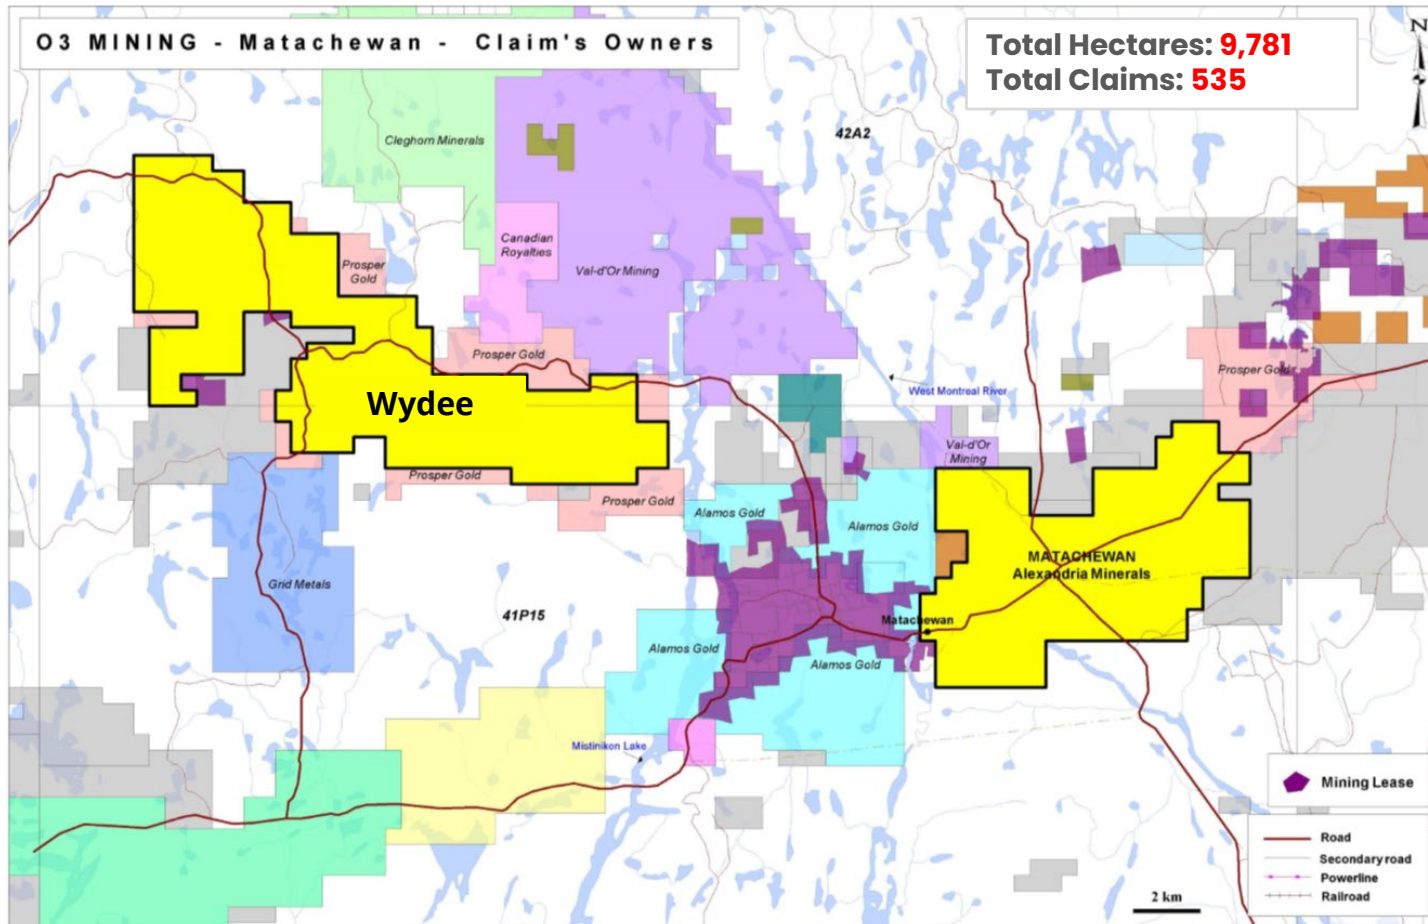 O3 MINING - Matachewan - Claim's Owners
Total Hectares: 9,781
Total Claims: 535
N
42A2
Cleghorn Minerals
Canadian
Royalties
Prosper
Gold
Val-d'Or Mining
Prosper Gold
Prosper Gold
West Montreal River
Wydee
Val-d'Or
Mining
Prosper Gold
Prosper Gold
Alamos Gold
Alamos Gold
MATACHEWAN
Alexandria Minerals
Grid Metals
41P15
Matachewan
Alamos Gold
Alamos Gold
Mistinikon Lake
Mining Lease
Road
Secondary road
Powerline
Railroad
2 km